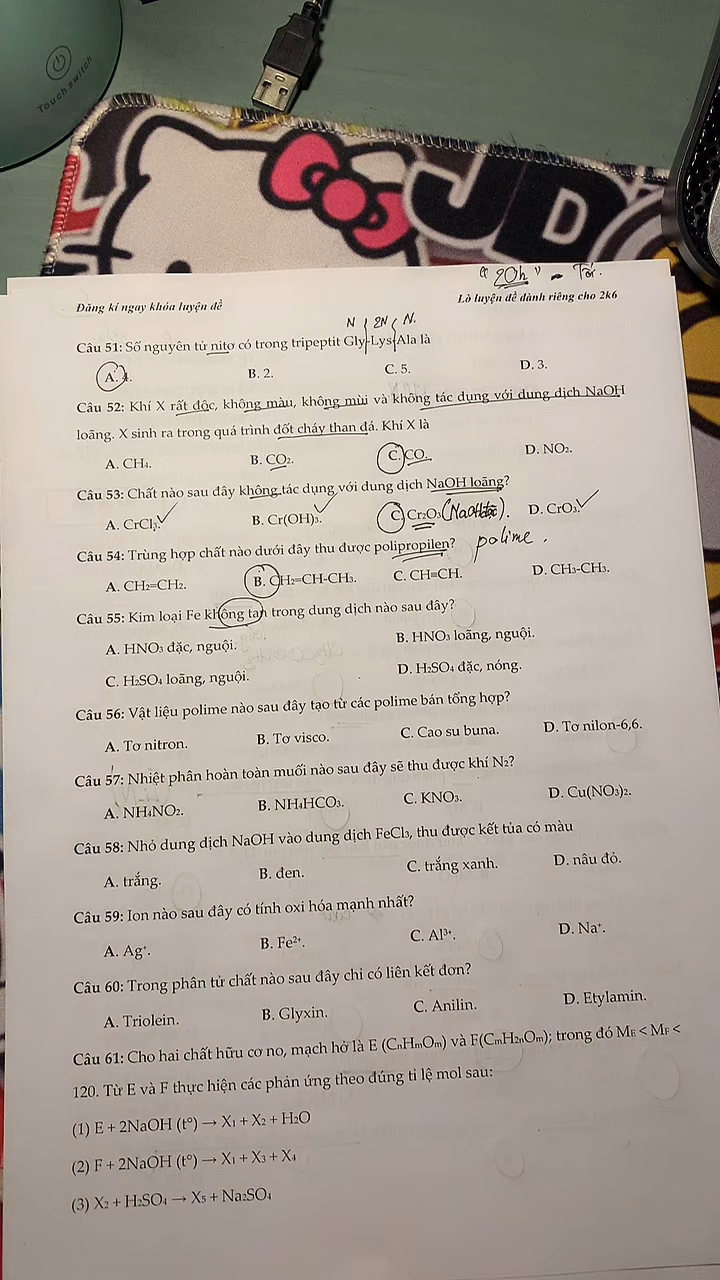 Touch switch
JD
" 20h " - Tối.
Đăng kí ngay khóa luyện đề
Lò luyện đề dành riêng cho 2k6
N 2N N.
Câu 51: Số nguyên tử nitơ có trong tripeptit Gly-Lys-Ala là
A. 4. B. 2. C. 5. D. 3.
Câu 52: Khí X rất độc, không màu, không mùi và không tác dụng với dung dịch NaOH
loãng. X sinh ra trong quá trình đốt cháy than đá. Khí X là
A. CH₄. B. CO₂. C. CO. D. NO₂.
Câu 53: Chất nào sau đây không tác dụng với dung dịch NaOH loãng?
A. CrCl₃. B. Cr(OH)₃. C. Cr₂O₃ (NaOH đặc). D. CrO₃.
Câu 54: Trùng hợp chất nào dưới đây thu được polipropilen? polime.
A. CH₂=CH₂. B. CH₂=CH-CH₃. C. CH≡CH. D. CH₃-CH₃.
Câu 55: Kim loại Fe không tan trong dung dịch nào sau đây?
A. HNO₃ đặc, nguội. B. HNO₃ loãng, nguội.
C. H₂SO₄ loãng, nguội. D. H₂SO₄ đặc, nóng.
Câu 56: Vật liệu polime nào sau đây tạo từ các polime bán tổng hợp?
A. Tơ nitron. B. Tơ visco. C. Cao su buna. D. Tơ nilon-6,6.
Câu 57: Nhiệt phân hoàn toàn muối nào sau đây sẽ thu được khí N₂?
A. NH₄NO₂. B. NH₄HCO₃. C. KNO₃. D. Cu(NO₃)₂.
Câu 58: Nhỏ dung dịch NaOH vào dung dịch FeCl₃, thu được kết tủa có màu
A. trắng. B. đen. C. trắng xanh. D. nâu đỏ.
Câu 59: Ion nào sau đây có tính oxi hóa mạnh nhất?
A. Ag⁺. B. Fe²⁺. C. Al³⁺. D. Na⁺.
Câu 60: Trong phân tử chất nào sau đây chỉ có liên kết đơn?
A. Triolein. B. Glyxin. C. Anilin. D. Etylamin.
Câu 61: Cho hai chất hữu cơ no, mạch hở là E (CₙHₘOₘ) và F(CₘH₂ₙOₘ); trong đó M_E < M_F <
120. Từ E và F thực hiện các phản ứng theo đúng tỉ lệ mol sau:
(1) E + 2NaOH (t°) → X₁ + X₂ + H₂O
(2) F + 2NaOH (t°) → X₁ + X₃ + X₄
(3) X₂ + H₂SO₄ → X₅ + Na₂SO₄